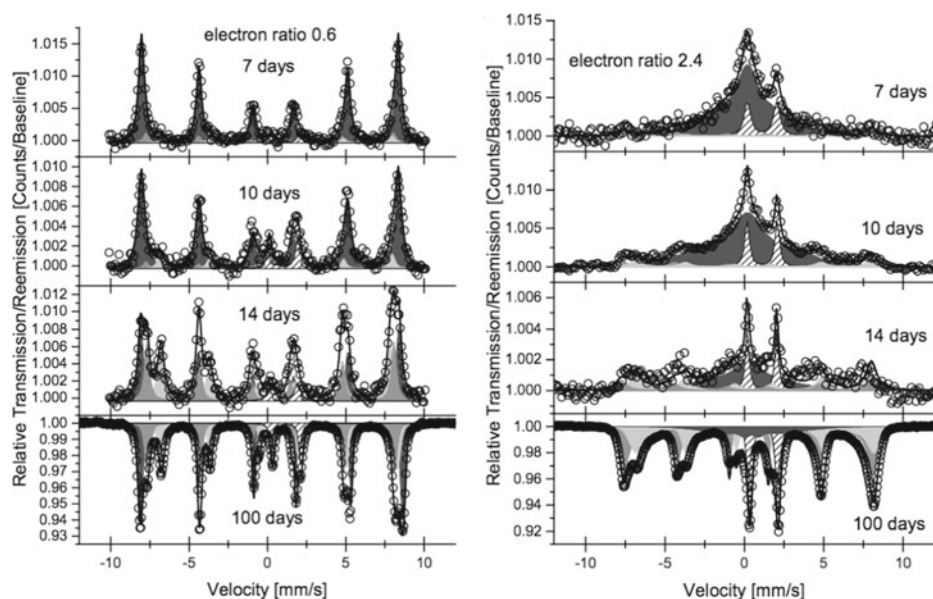 electron ratio 0.6
7 days
1.015
1.010
1.005
1.000
10 days
1.010
1.008
1.006
1.004
1.002
1.000
14 days
1.012
1.010
1.008
1.006
1.004
1.002
1.000
100 days
1.00
0.99
0.98
0.97
0.96
0.95
0.94
0.93
-10 -5 0 5 10
Velocity [mm/s]
Relative Transmission/Reemission [Counts/Baseline]
electron ratio 2.4
7 days
1.015
1.010
1.005
1.000
10 days
1.010
1.005
1.000
14 days
1.006
1.004
1.002
1.000
100 days
1.00
0.98
0.96
0.94
0.92
-10 -5 0 5 10
Velocity [mm/s]
Relative Transmission/Reemission [Counts/Baseline]